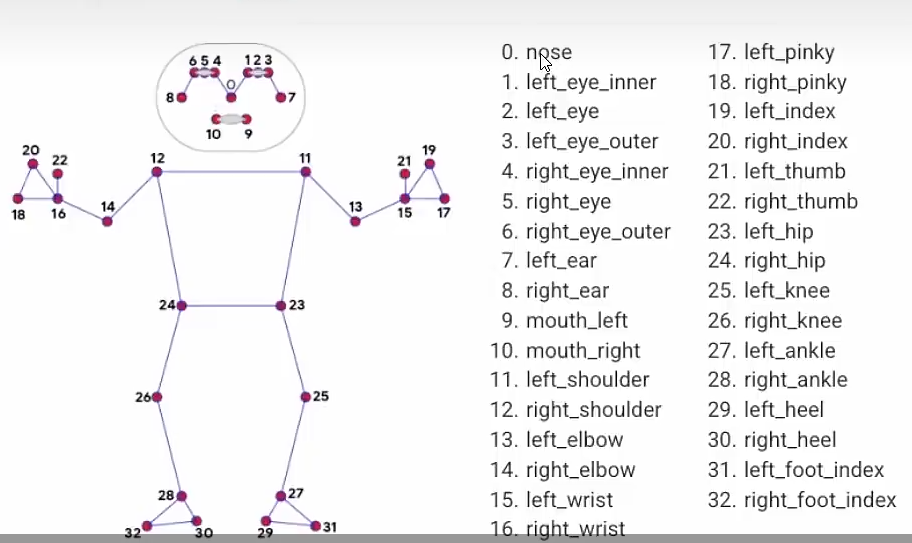 6 5 4 1 2 3
0
8 7
10 9
20 22 12 11 21 19
18 16 14 13 15 17
24 23
26 25
28 27
32 30 29 31
0. nose
1. left_eye_inner
2. left_eye
3. left_eye_outer
4. right_eye_inner
5. right_eye
6. right_eye_outer
7. left_ear
8. right_ear
9. mouth_left
10. mouth_right
11. left_shoulder
12. right_shoulder
13. left_elbow
14. right_elbow
15. left_wrist
16. right_wrist
17. left_pinky
18. right_pinky
19. left_index
20. right_index
21. left_thumb
22. right_thumb
23. left_hip
24. right_hip
25. left_knee
26. right_knee
27. left_ankle
28. right_ankle
29. left_heel
30. right_heel
31. left_foot_index
32. right_foot_index